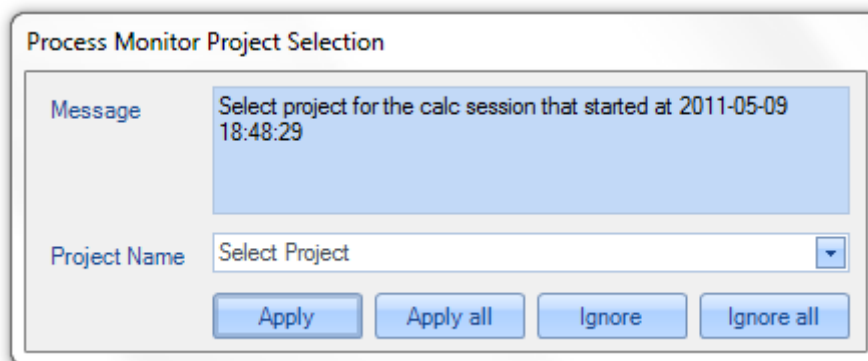 Process Monitor Project Selection
Message
Select project for the calc session that started at 2011-05-09
18:48:29
Project Name
Select Project
Apply
Apply all
Ignore
Ignore all